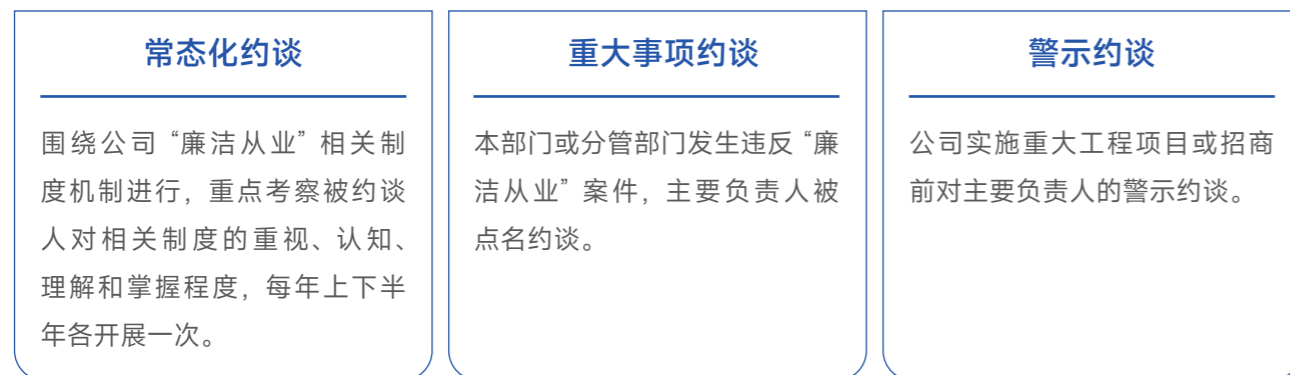 常态化约谈
围绕公司“廉洁从业”相关制
度机制进行，重点考察被约谈
人对相关制度的重视、认知、
理解和掌握程度，每年上下半
年各开展一次。
重大事项约谈
本部门或分管部门发生违反“廉
洁从业”案件，主要负责人被
点名约谈。
警示约谈
公司实施重大工程项目或招商
前对主要负责人的警示约谈。